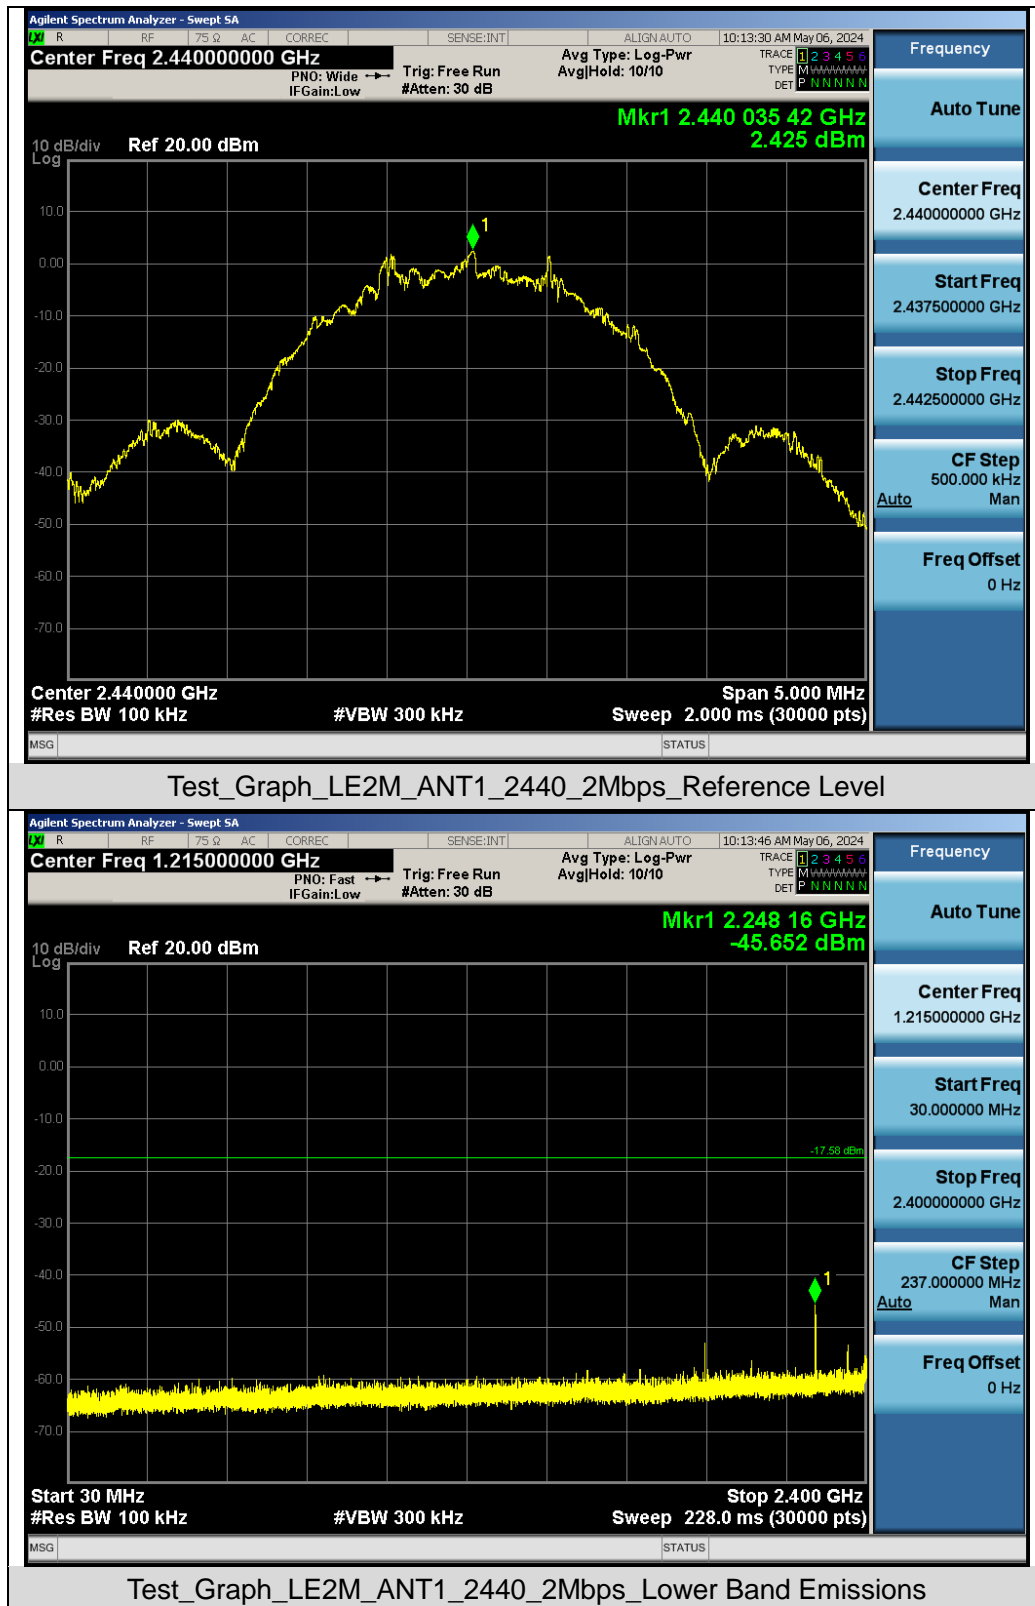 Agilent Spectrum Analyzer - Swept SA
LXI R RF 75 Ω AC CORREC SENSE:INT ALIGN AUTO 10:13:30 AM May 06, 2024
Center Freq 2.440000000 GHz
PNO: Wide
IFGain:Low
Trig: Free Run
#Atten: 30 dB
Avg Type: Log-Pwr
Avg|Hold: 10/10
TRACE 1 2 3 4 5 6
TYPE M
DET P N N N N N
Mkr1 2.440 035 42 GHz
2.425 dBm
10 dB/div Ref 20.00 dBm
Log
10.0
0.00
-10.0
-20.0
-30.0
-40.0
-50.0
-60.0
-70.0
1
Center 2.440000 GHz Span 5.000 MHz
#Res BW 100 kHz #VBW 300 kHz Sweep 2.000 ms (30000 pts)
MSG STATUS
Frequency
Auto Tune
Center Freq
2.440000000 GHz
Start Freq
2.437500000 GHz
Stop Freq
2.442500000 GHz
CF Step
500.000 kHz
Auto Man
Freq Offset
0 Hz
Test_Graph_LE2M_ANT1_2440_2Mbps_Reference Level
Agilent Spectrum Analyzer - Swept SA
LXI R RF 75 Ω AC CORREC SENSE:INT ALIGN AUTO 10:13:46 AM May 06, 2024
Center Freq 1.215000000 GHz
PNO: Fast
IFGain:Low
Trig: Free Run
#Atten: 30 dB
Avg Type: Log-Pwr
Avg|Hold: 10/10
TRACE 1 2 3 4 5 6
TYPE M
DET P N N N N N
Mkr1 2.248 16 GHz
-45.652 dBm
10 dB/div Ref 20.00 dBm
Log
10.0
0.00
-10.0
-20.0
-30.0
-40.0
-50.0
-60.0
-70.0
-17.58 dBm
1
Start 30 MHz Stop 2.400 GHz
#Res BW 100 kHz #VBW 300 kHz Sweep 228.0 ms (30000 pts)
MSG STATUS
Frequency
Auto Tune
Center Freq
1.215000000 GHz
Start Freq
30.000000 MHz
Stop Freq
2.400000000 GHz
CF Step
237.000000 MHz
Auto Man
Freq Offset
0 Hz
Test_Graph_LE2M_ANT1_2440_2Mbps_Lower Band Emissions